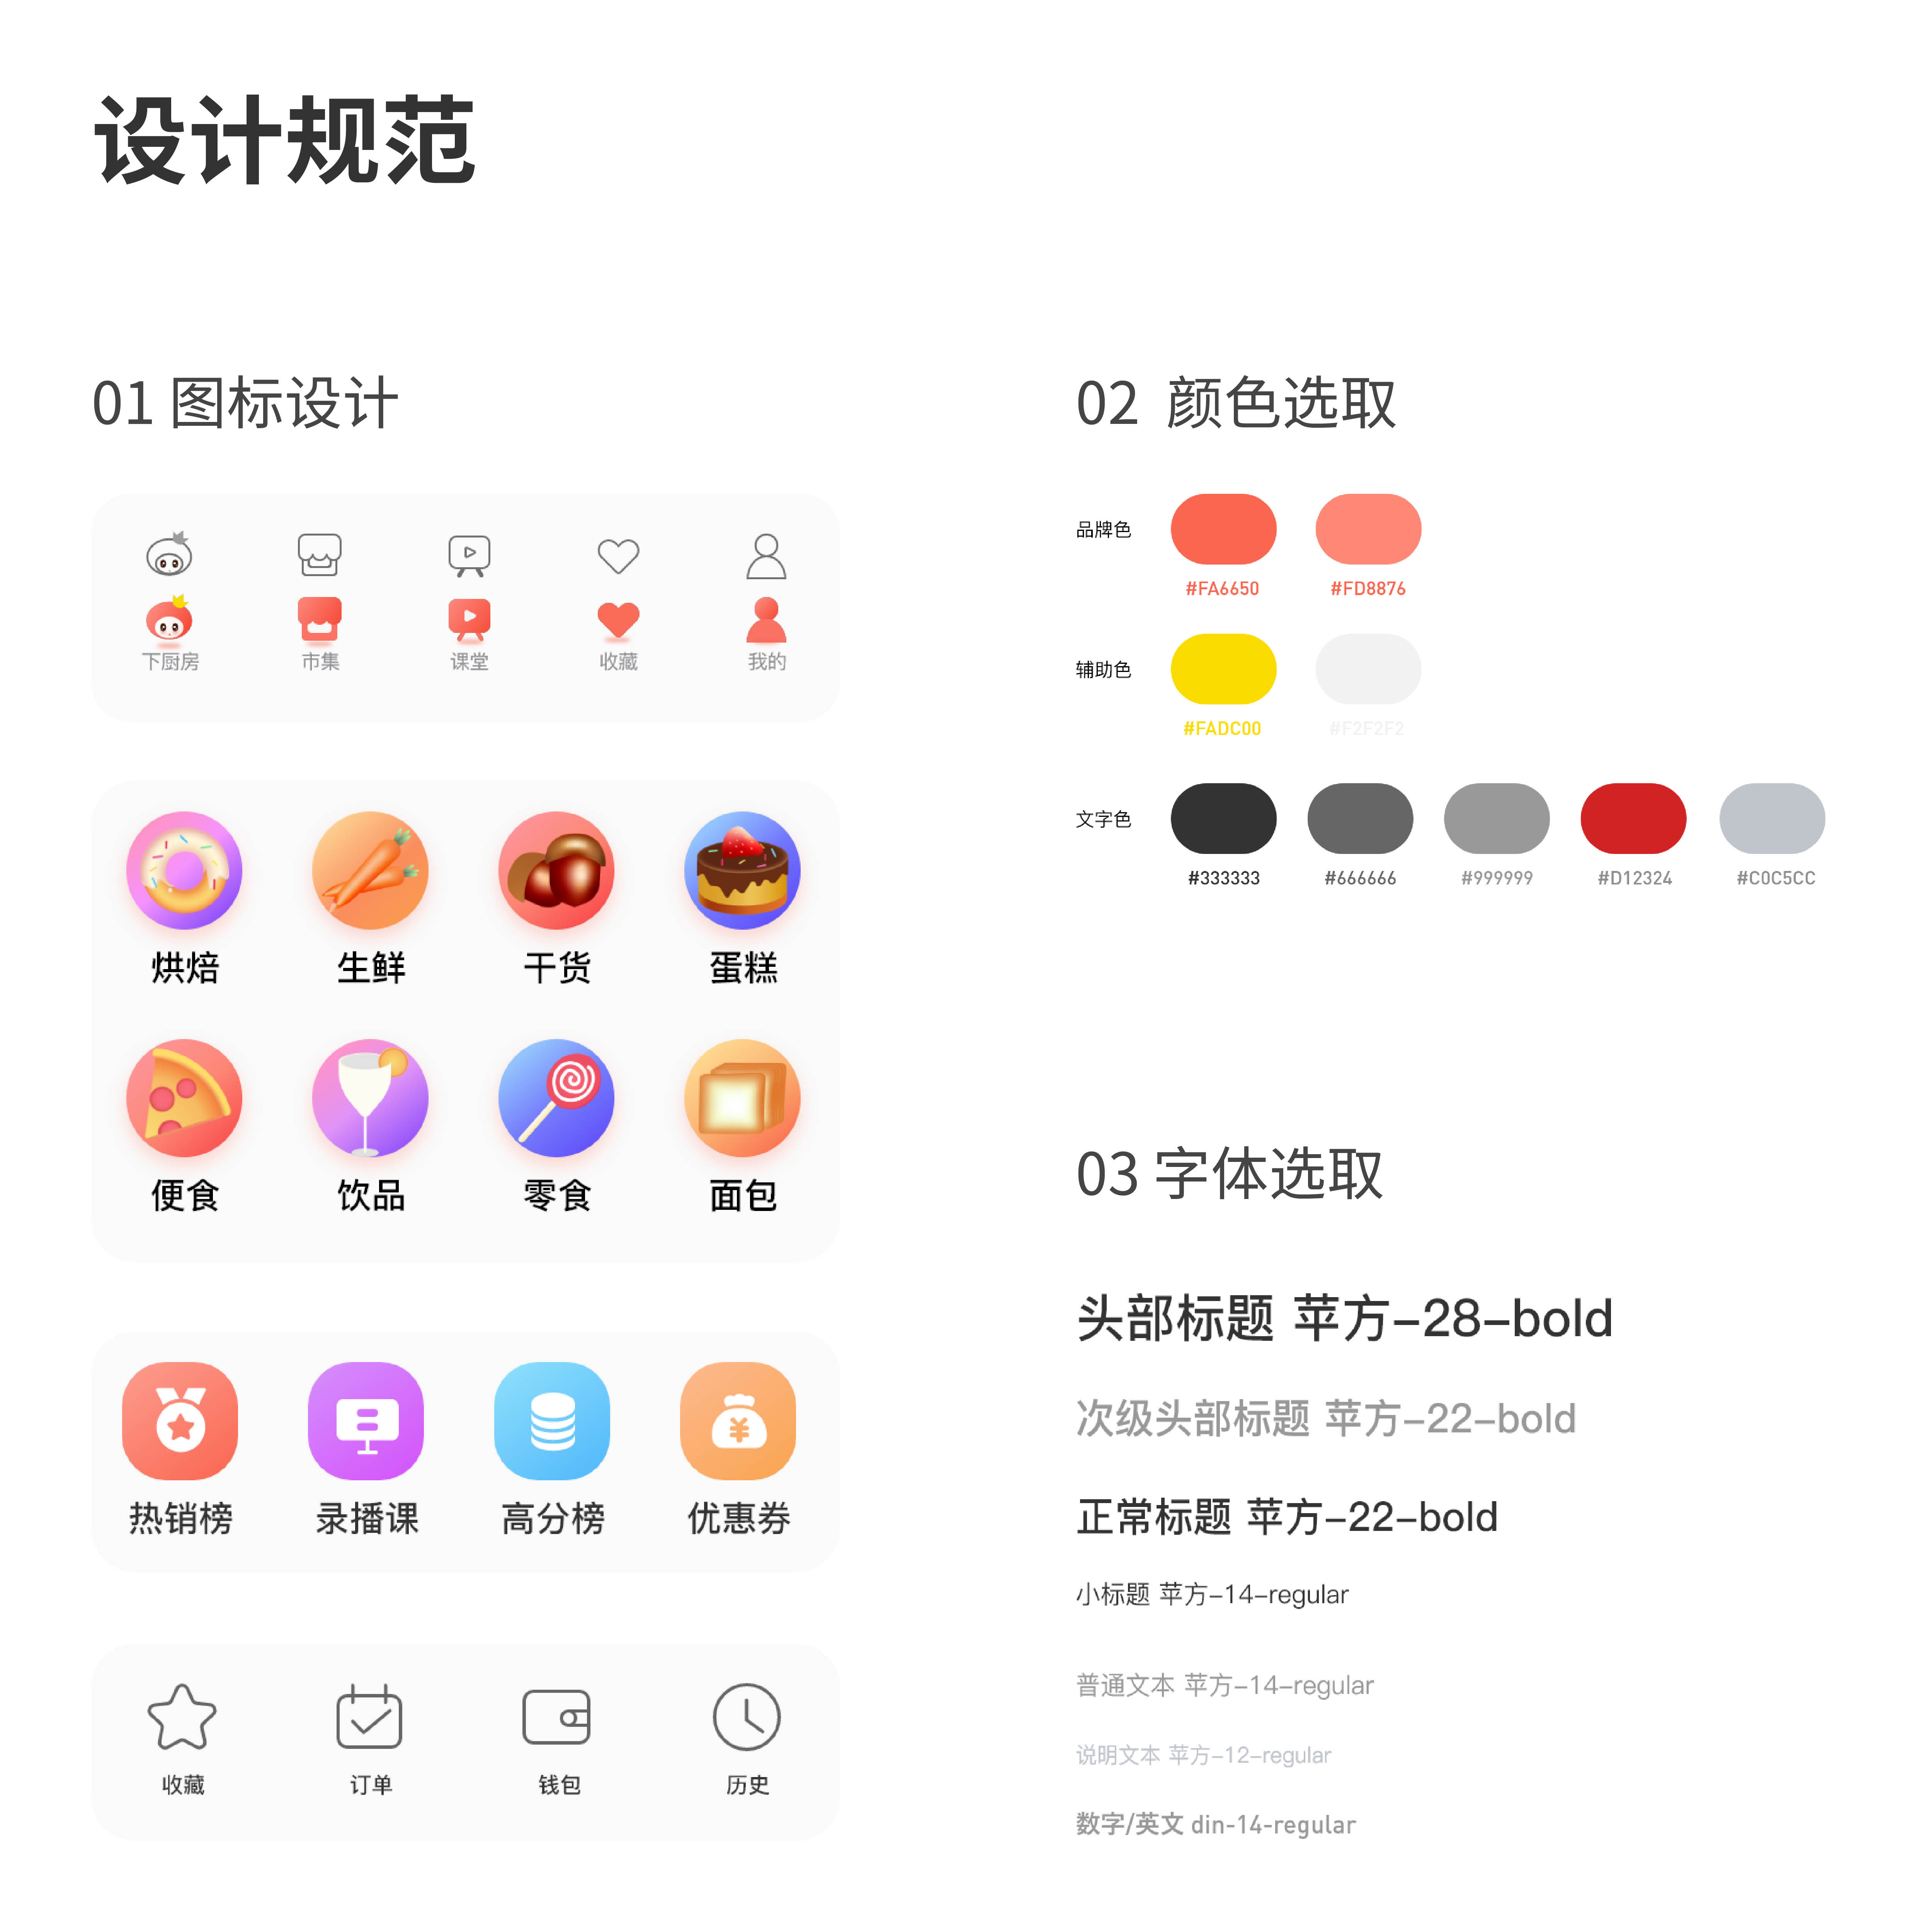 设计规范
01 图标设计
下厨房 市集 课堂 收藏 我的
烘焙 生鲜 干货 蛋糕
便食 饮品 零食 面包
热销榜 录播课 高分榜 优惠券
收藏 订单 钱包 历史
02 颜色选取
品牌色
#FA6650 #FD8876
辅助色
#FADC00 #F2F2F2
文字色
#333333 #666666 #999999 #D12324 #C0C5CC
03 字体选取
头部标题 苹方-28-bold
次级头部标题 苹方-22-bold
正常标题 苹方-22-bold
小标题 苹方-14-regular
普通文本 苹方-14-regular
说明文本 苹方-12-regular
数字/英文 din-14-regular